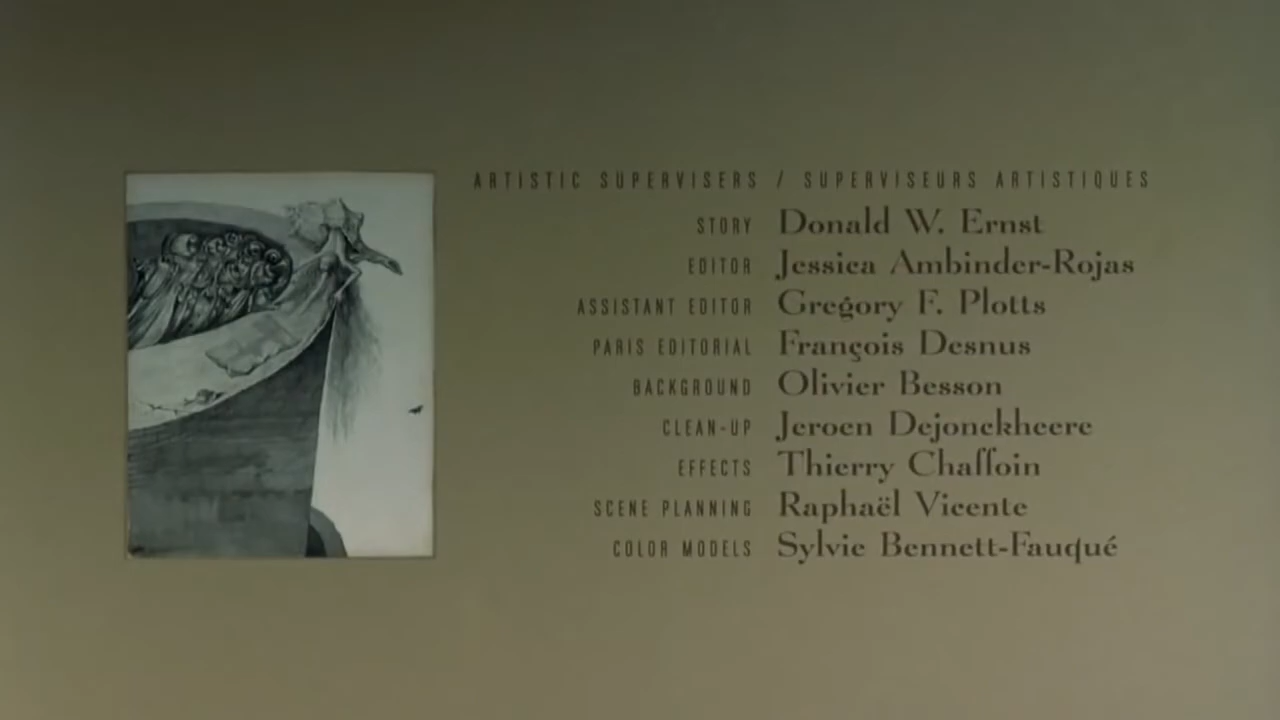 ARTISTIC SUPERVISERS / SUPERVISEURS ARTISTIQUES
STORY Donald W. Ernst
EDITOR Jessica Ambinder-Rojas
ASSISTANT EDITOR Gregory F. Plotts
PARIS EDITORIAL François Desnus
BACKGROUND Olivier Besson
CLEAN-UP Jeroen Dejonckheere
EFFECTS Thierry Chaffoin
SCENE PLANNING Raphaël Vicente
COLOR MODELS Sylvie Bennett-Fauqué